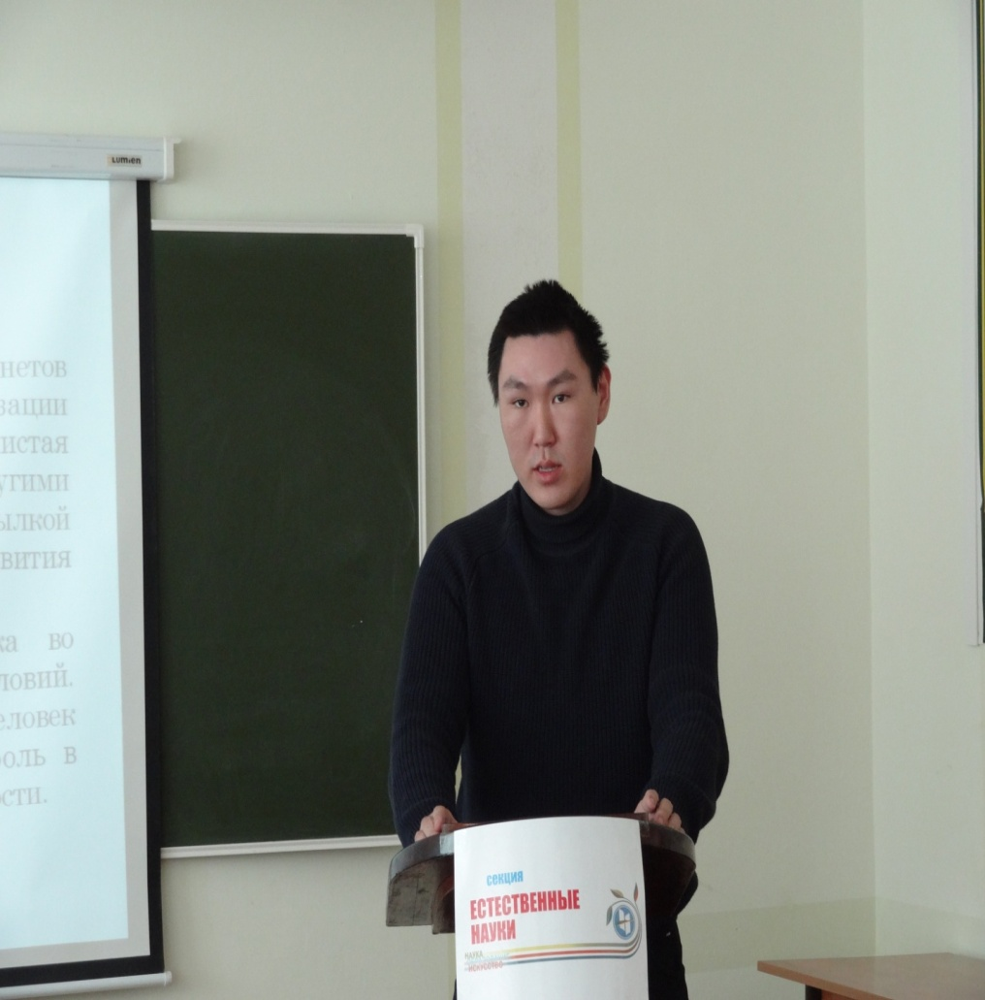 LUMIEN
нетов
зации
истая
угими
ылкой
вития
ка во
ловий.
еловек
роль в
ости.
секция
ЕСТЕСТВЕННЫЕ
НАУКИ
НАУКА
ИСКУССТВО